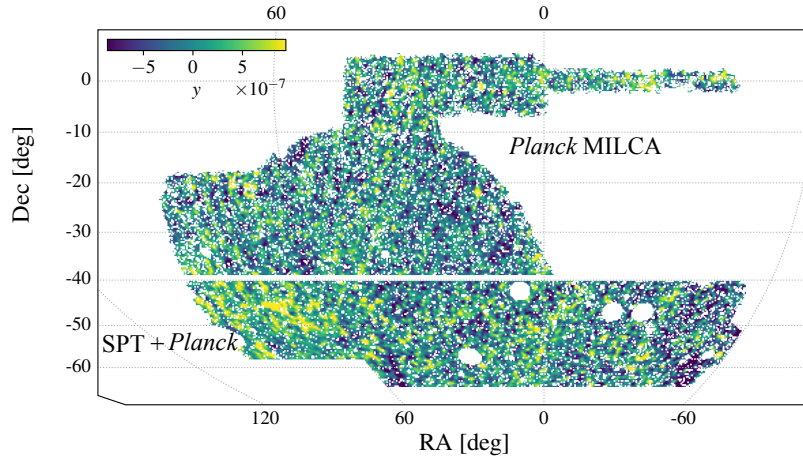 60 0
−5 0 5
y ×10⁻⁷
0
-10
Planck MILCA
-20
-30
-40
-50
SPT + Planck
-60
Dec [deg]
120 60 0 -60
RA [deg]